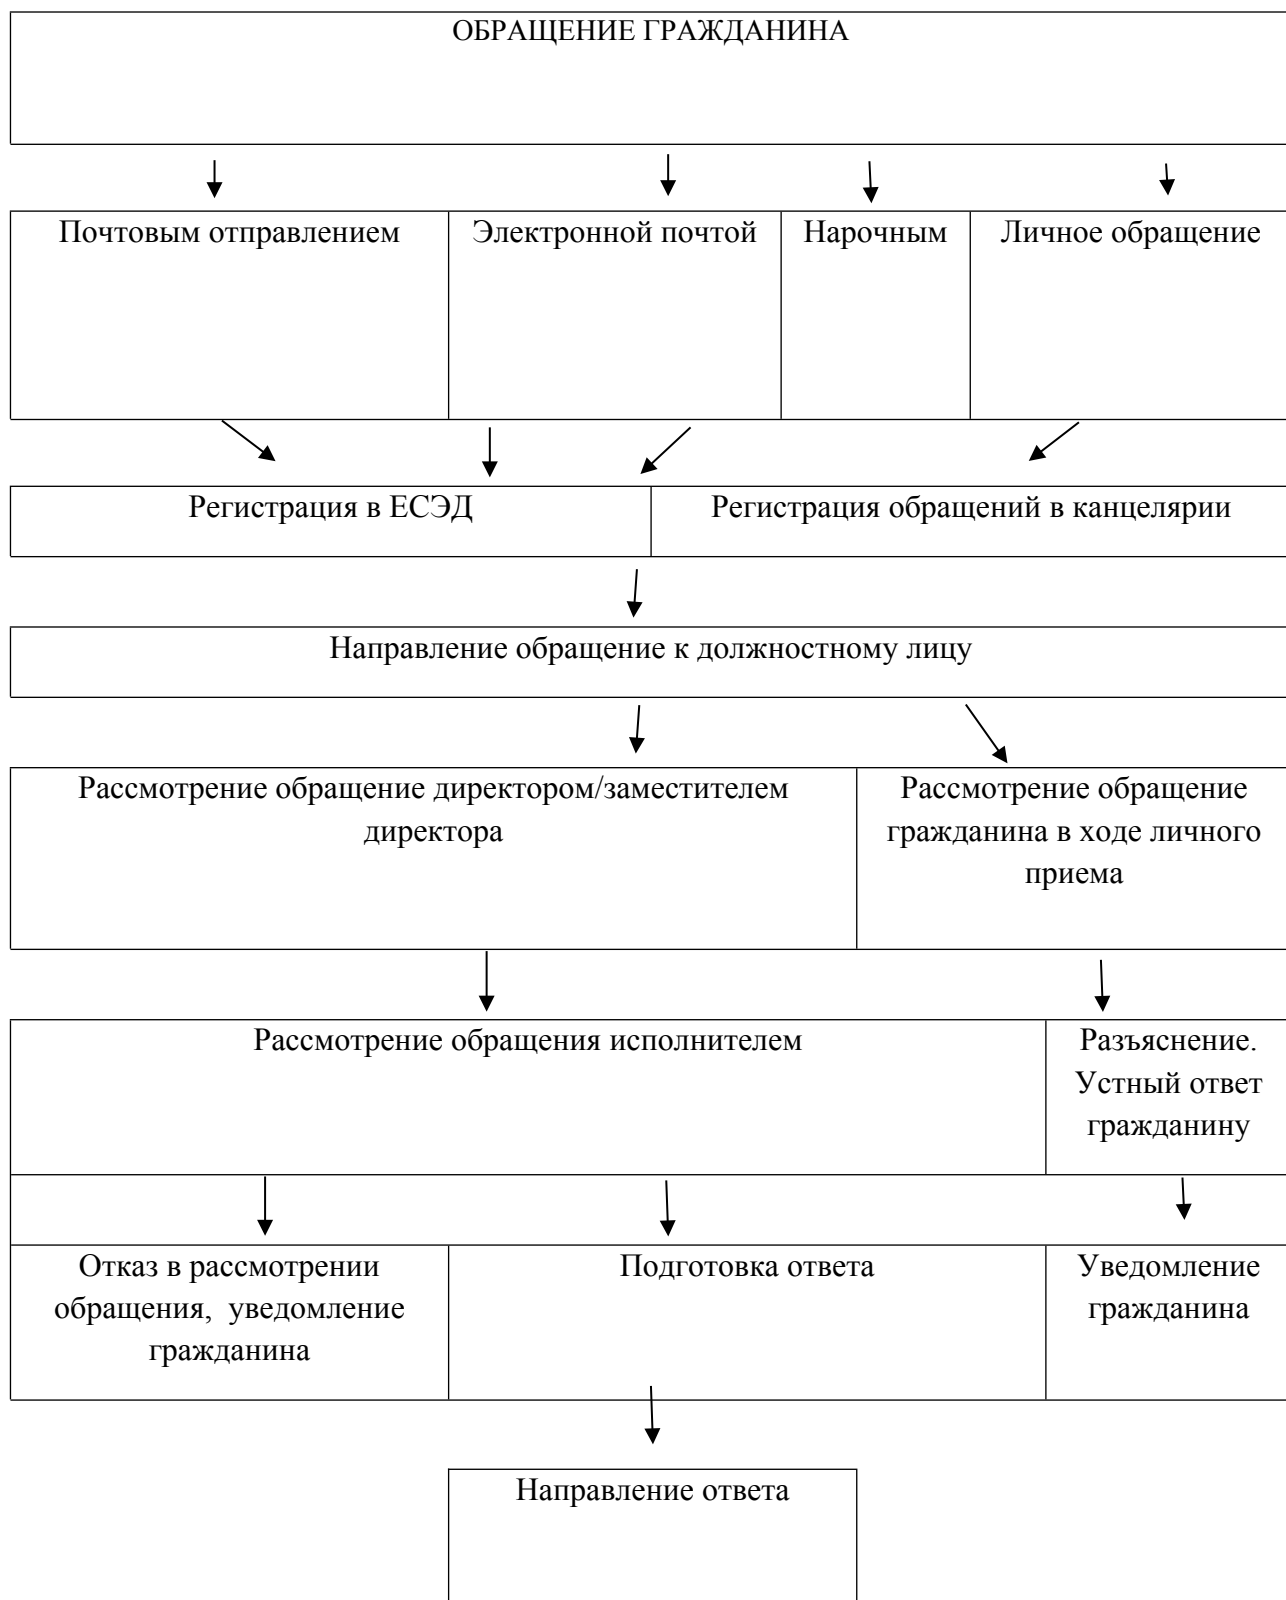 ОБРАЩЕНИЕ ГРАЖДАНИНА
Почтовым отправлением
Электронной почтой
Нарочным
Личное обращение
Регистрация в ЕСЭД
Регистрация обращений в канцелярии
Направление обращение к должностному лицу
Рассмотрение обращение директором/заместителем
директора
Рассмотрение обращение
гражданина в ходе личного
приема
Рассмотрение обращения исполнителем
Разъяснение.
Устный ответ
гражданину
Отказ в рассмотрении
обращения, уведомление
гражданина
Подготовка ответа
Уведомление
гражданина
Направление ответа